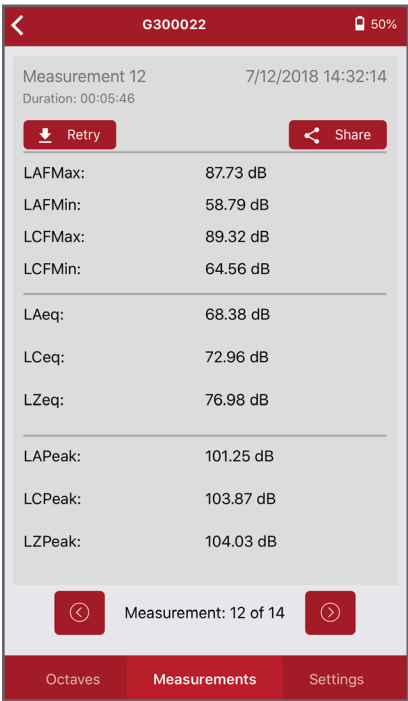 G300022 50%
Measurement 12 7/12/2018 14:32:14
Duration: 00:05:46
Retry Share
LAFMax: 87.73 dB
LAFMin: 58.79 dB
LCFMax: 89.32 dB
LCFMin: 64.56 dB
LAeq: 68.38 dB
LCeq: 72.96 dB
LZeq: 76.98 dB
LAPeak: 101.25 dB
LCPeak: 103.87 dB
LZPeak: 104.03 dB
Measurement: 12 of 14
Octaves Measurements Settings